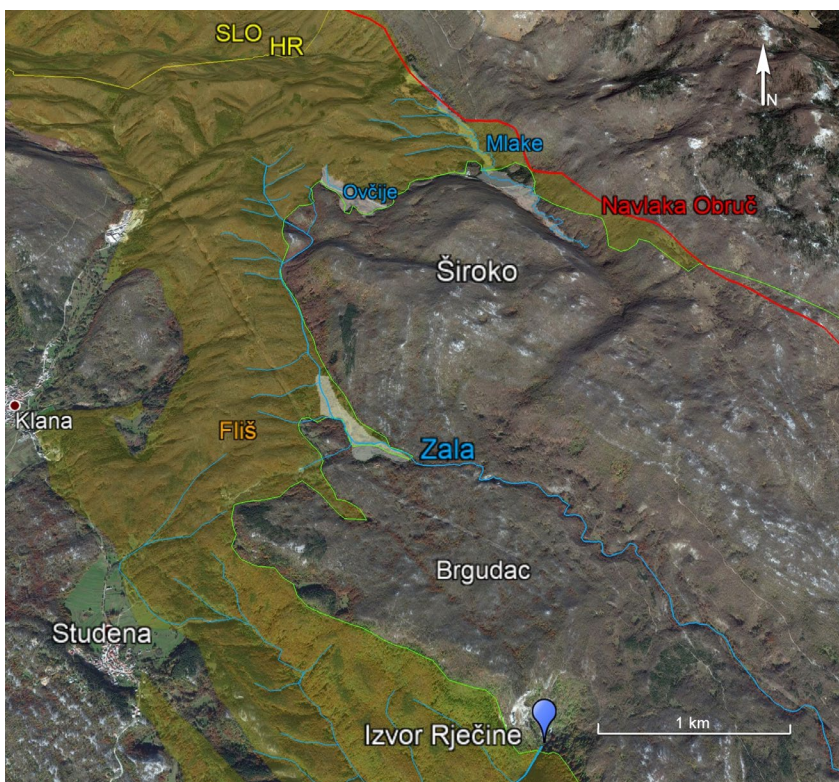 SLO
HR
N
Mlake
Ovčije
Navlaka Obruč
Široko
Klana
Fliš
Zala
Brgudac
Studena
Izvor Rječine
1 km